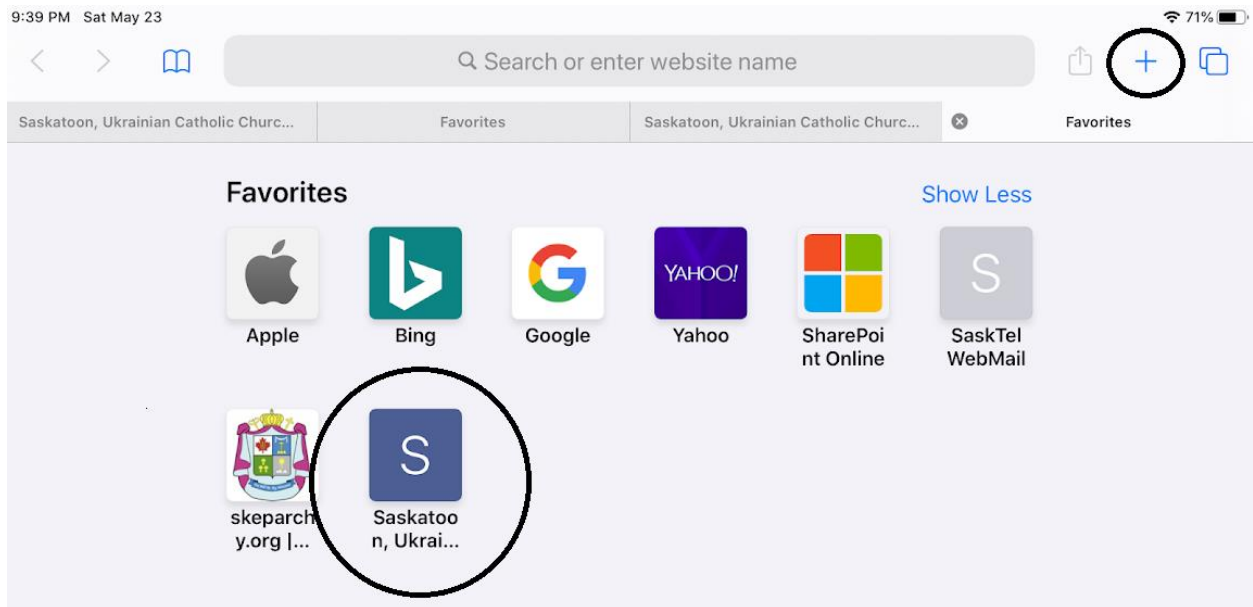 9:39 PM Sat May 23
71%
Search or enter website name
Saskatoon, Ukrainian Catholic Churc...
Favorites
Saskatoon, Ukrainian Catholic Churc...
Favorites
Favorites
Show Less
YAHOO!
S
Apple
Bing
Google
Yahoo
SharePoi
nt Online
SaskTel
WebMail
S
skeparch
y.org |...
Saskatoo
n, Ukrai...